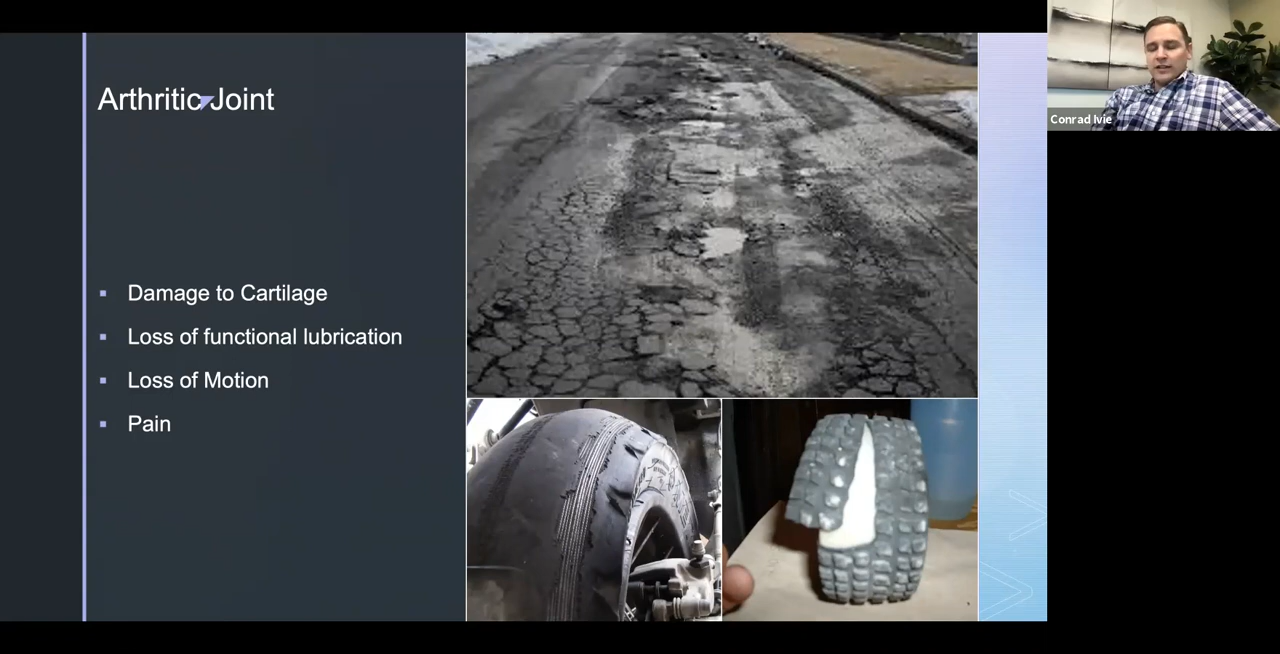 Arthritic Joint
Damage to Cartilage
Loss of functional lubrication
Loss of Motion
Pain
Conrad Ivie